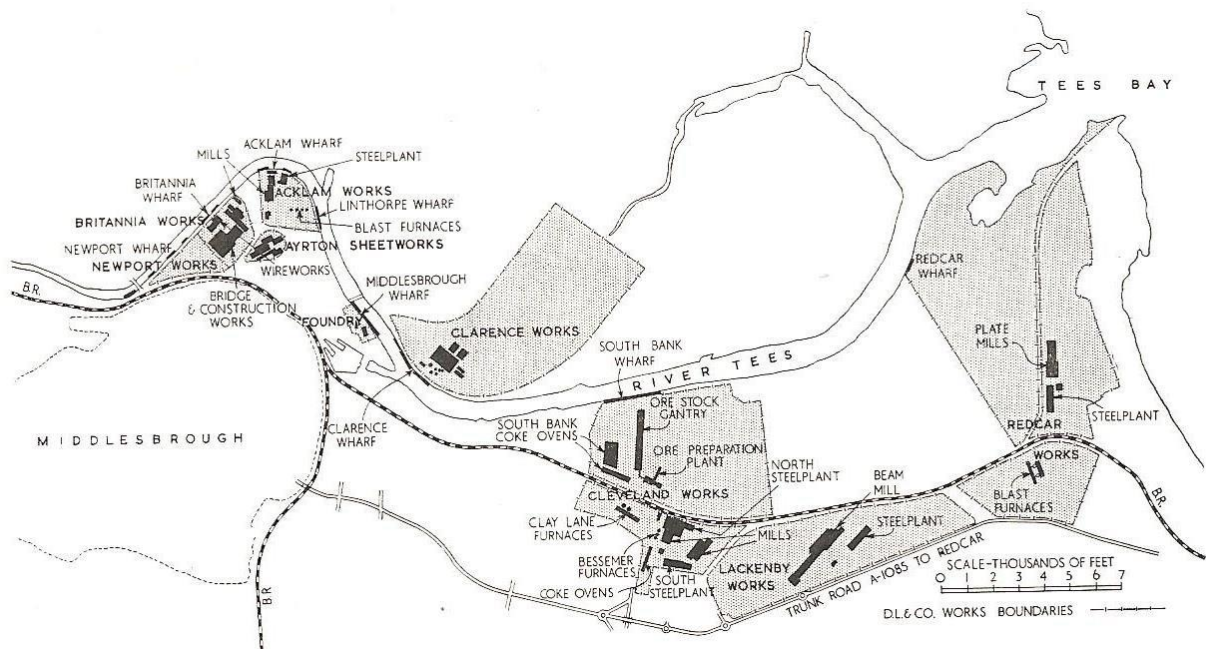 TEES BAY
ACKLAM WHARF
MILLS
STEELPLANT
BRITANNIA
WHARF
ACKLAM WORKS
LINTHORPE WHARF
BRITANNIA WORKS
BLAST FURNACES
NEWPORT WHARF
AYRTON SHEETWORKS
NEWPORT WORKS
WIREWORKS
B.R.
BRIDGE
& CONSTRUCTION
WORKS
MIDDLESBROUGH
WHARF
FOUNDRY
REDCAR
WHARF
CLARENCE WORKS
SOUTH BANK
WHARF
RIVER TEES
PLATE
MILLS
STEELPLANT
REDCAR
WORKS
MIDDLESBROUGH
CLARENCE
WHARF
ORE STOCK
GANTRY
SOUTH BANK
COKE OVENS
ORE PREPARATION
PLANT
NORTH
STEELPLANT
BEAM
MILL
CLEVELAND WORKS
STEELPLANT
BLAST
FURNACES
B.R.
CLAY LANE
FURNACES
MILLS
BESSEMER
FURNACES
LACKENBY
WORKS
COKE OVENS
SOUTH
STEELPLANT
TRUNK ROAD A-1085 TO REDCAR
B.R.
SCALE-THOUSANDS OF FEET
0 1 2 3 4 5 6 7
D.L.& CO. WORKS BOUNDARIES